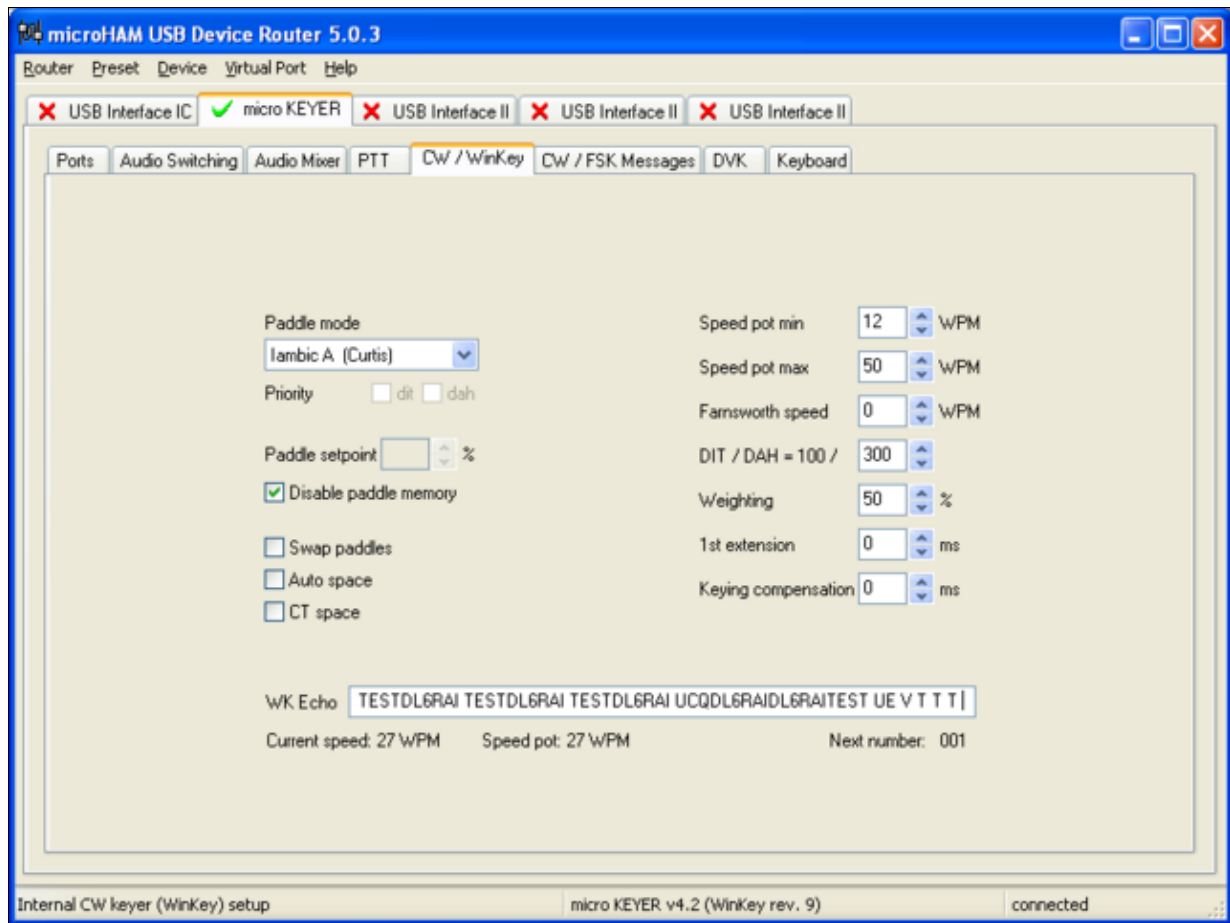 microHAM USB Device Router 5.0.3
Router Preset Device Virtual Port Help
USB Interface IC micro KEYER USB Interface II USB Interface II USB Interface II
Ports Audio Switching Audio Mixer PTT CW / WinKey CW / FSK Messages DVK Keyboard
Paddle mode
Iambic A (Curtis)
Priority dit dah
Paddle setpoint %
Disable paddle memory
Swap paddles
Auto space
CT space
Speed pot min 12 WPM
Speed pot max 50 WPM
Farnsworth speed 0 WPM
DIT / DAH = 100 / 300
Weighting 50 %
1st extension 0 ms
Keying compensation 0 ms
WK Echo TESTDL6RAI TESTDL6RAI TESTDL6RAI UCQDL6RAIDL6RAITEST UE V T T T
Current speed: 27 WPM Speed pot: 27 WPM Next number: 001
Internal CW keyer (WinKey) setup micro KEYER v4.2 (WinKey rev. 9) connected